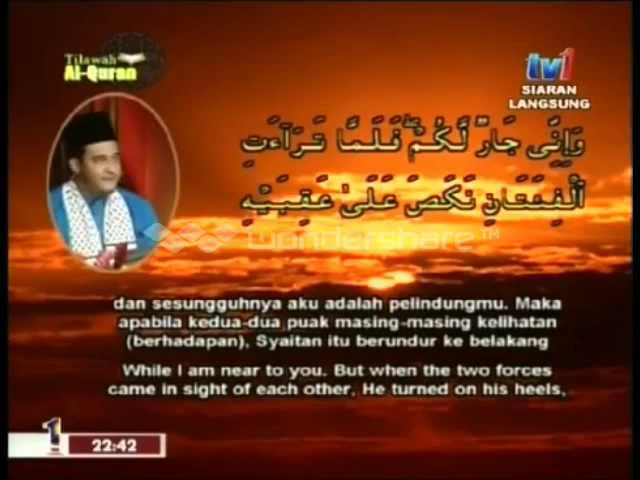 Tilawah
Al-Quran
tv1
SIARAN
LANGSUNG
وَإِنِّى جَارٌ لَّكُمْ ۖ فَلَمَّا تَرَآءَتِ
ٱلْفِئَتَانِ نَكَصَ عَلَىٰ عَقِبَيْهِ
wondershare™
dan sesungguhnya aku adalah pelindungmu. Maka
apabila kedua-dua puak masing-masing kelihatan
(berhadapan), Syaitan itu berundur ke belakang
While I am near to you. But when the two forces
came in sight of each other, He turned on his heels,
1
22:42